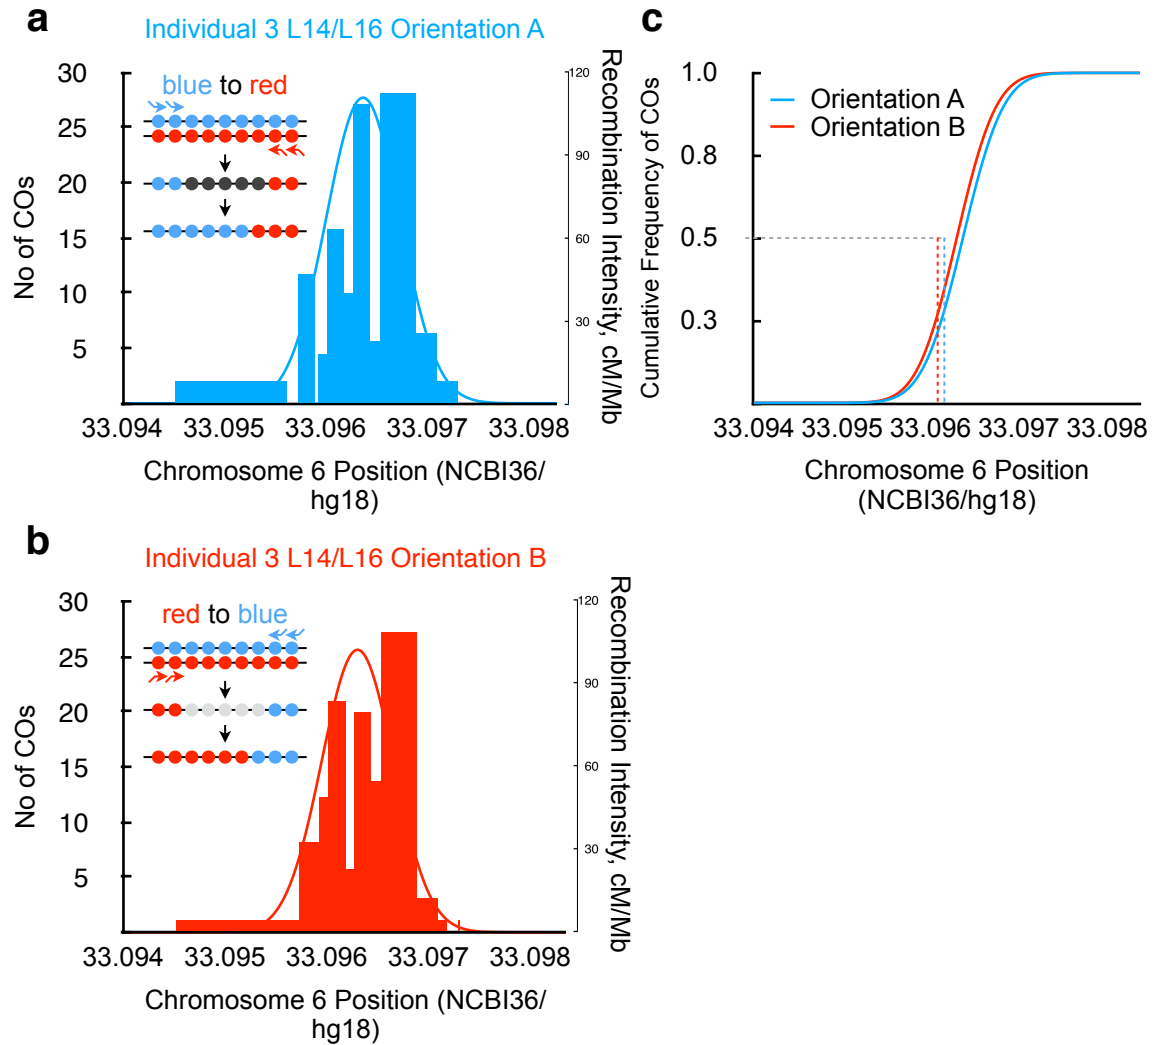 a
Individual 3 L14/L16 Orientation A
blue to red
No of COs
30
25
20
15
10
5
Recombination Intensity, cM/Mb
120
90
60
30
33.094 33.095 33.096 33.097 33.098
Chromosome 6 Position (NCBI36/
hg18)
b
Individual 3 L14/L16 Orientation B
red to blue
No of COs
30
25
20
15
10
5
Recombination Intensity, cM/Mb
120
90
60
30
33.094 33.095 33.096 33.097 33.098
Chromosome 6 Position (NCBI36/
hg18)
c
Orientation A
Orientation B
Cumulative Frequency of COs
1.0
0.8
0.5
0.3
33.094 33.095 33.096 33.097 33.098
Chromosome 6 Position
(NCBI36/hg18)